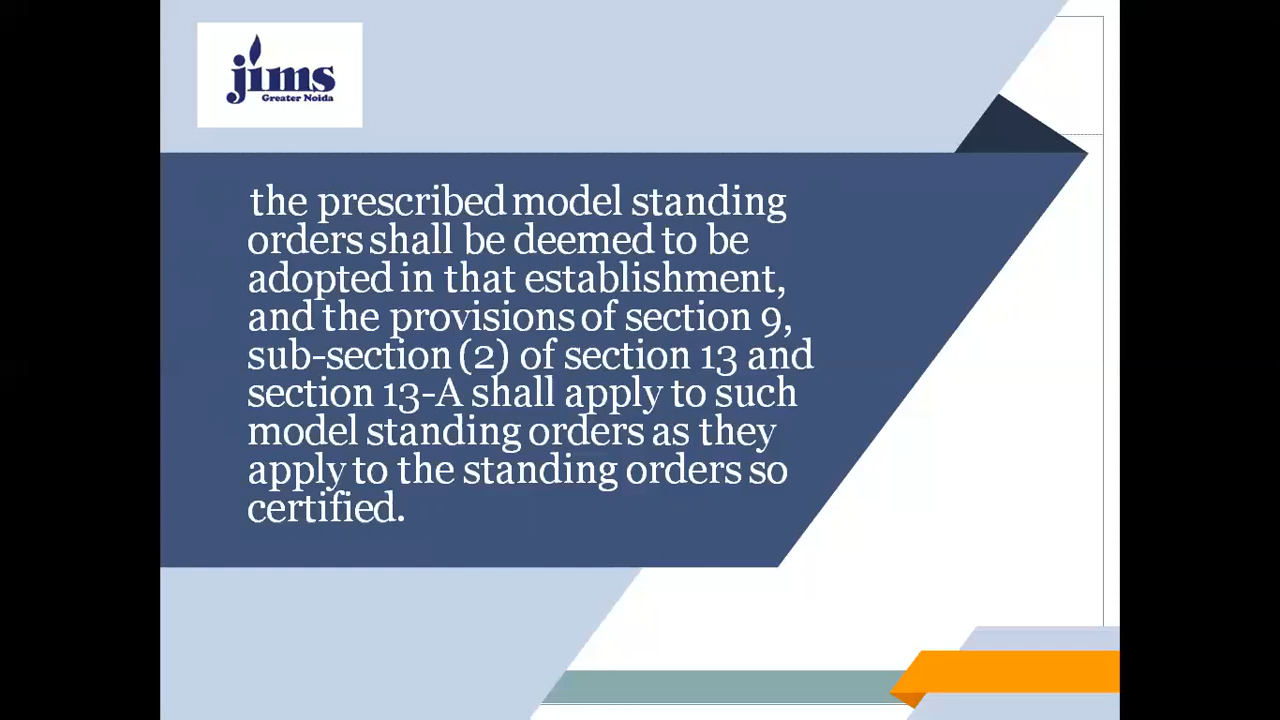 jims
Greater Noida
the prescribed model standing
orders shall be deemed to be
adopted in that establishment,
and the provisions of section 9,
sub-section (2) of section 13 and
section 13-A shall apply to such
model standing orders as they
apply to the standing orders so
certified.